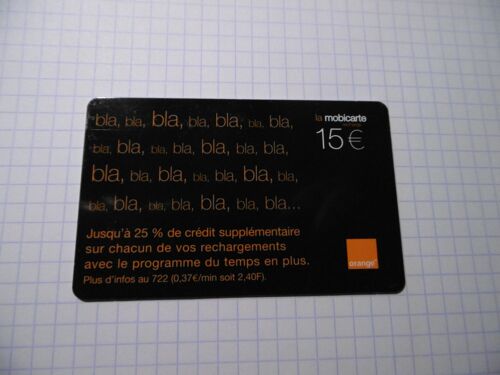 la mobicarte
recharge
15€
bla, bla, bla, bla, bla, bla, bla,
bla, bla, bla, bla, bla, bla, bla,
bla, bla, bla, bla, bla, bla, bla,
bla, bla, bla, bla, bla, bla, bla...
Jusqu'à 25 % de crédit supplémentaire
sur chacun de vos rechargements
avec le programme du temps en plus.
Plus d'infos au 722 (0,37€/min soit 2,40F).
orange™